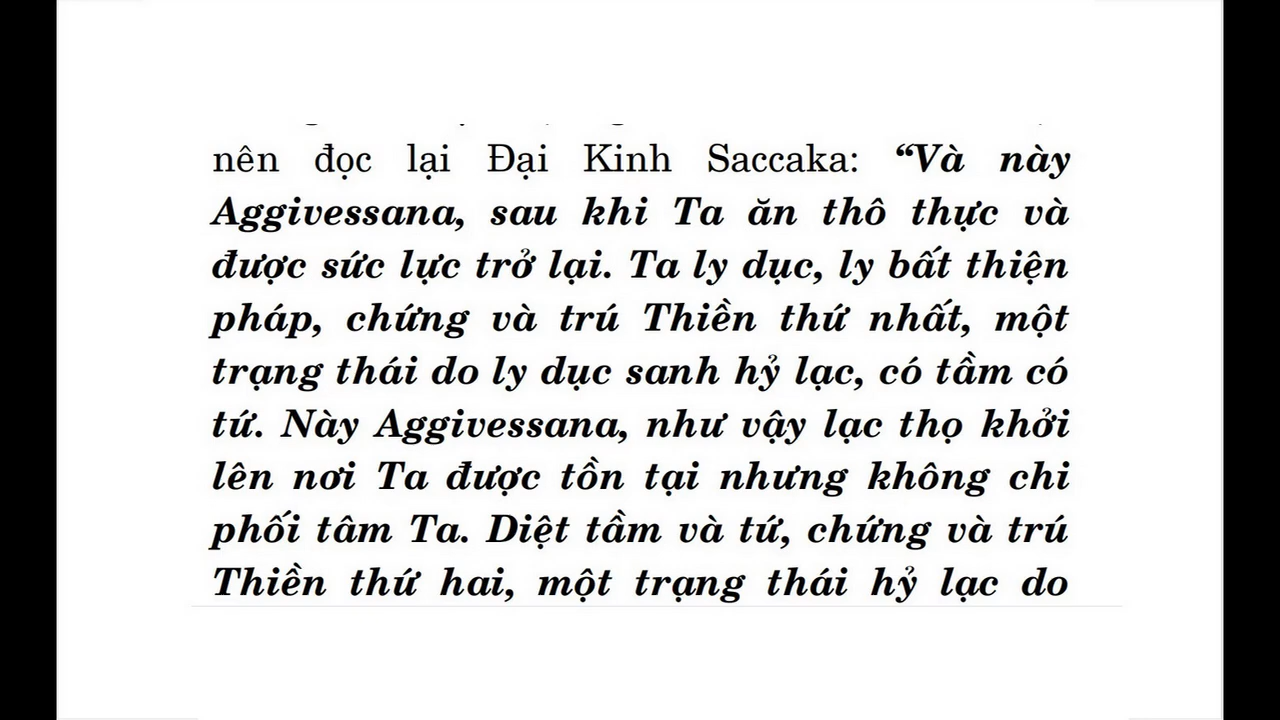 nên đọc lại Đại Kinh Saccaka: “Và này
Aggivessana, sau khi Ta ăn thô thực và
được sức lực trở lại. Ta ly dục, ly bất thiện
pháp, chứng và trú Thiền thứ nhất, một
trạng thái do ly dục sanh hỷ lạc, có tầm có
tứ. Này Aggivessana, như vậy lạc thọ khởi
lên nơi Ta được tồn tại nhưng không chi
phối tâm Ta. Diệt tầm và tứ, chứng và trú
Thiền thứ hai, một trạng thái hỷ lạc do